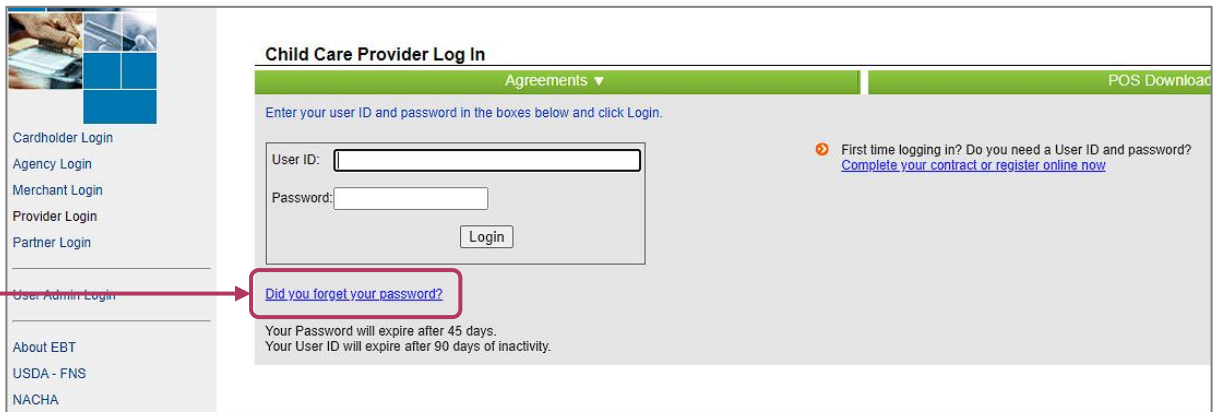 Child Care Provider Log In
Agreements ▼
POS Download
Enter your user ID and password in the boxes below and click Login.
User ID:
Password:
Login
First time logging in? Do you need a User ID and password?
Complete your contract or register online now
Did you forget your password?
Your Password will expire after 45 days.
Your User ID will expire after 90 days of inactivity.
Cardholder Login
Agency Login
Merchant Login
Provider Login
Partner Login
User Admin Login
About EBT
USDA - FNS
NACHA